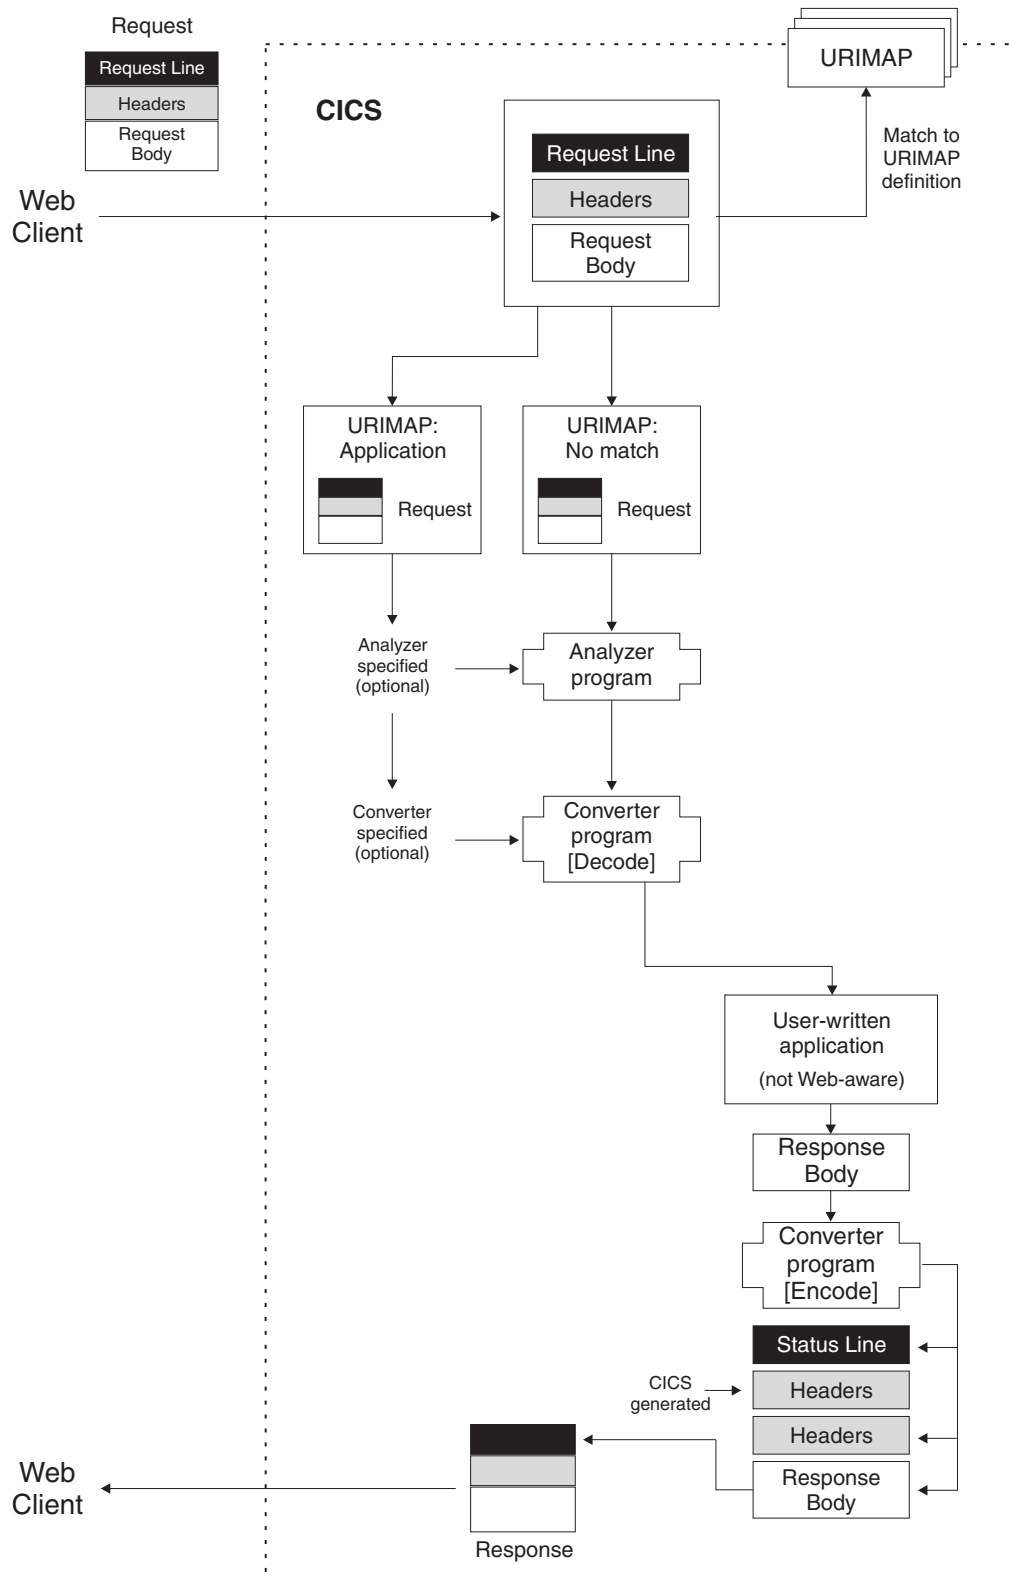 Request
Request Line
Headers
Request
Body
Web
Client
CICS
Request Line
Headers
Request
Body
URIMAP
Match to
URIMAP
definition
URIMAP:
Application
Request
URIMAP:
No match
Request
Analyzer
specified
(optional)
Analyzer
program
Converter
specified
(optional)
Converter
program
[Decode]
User-written
application
(not Web-aware)
Response
Body
Converter
program
[Encode]
Status Line
CICS
generated
Headers
Headers
Response
Body
Web
Client
Response